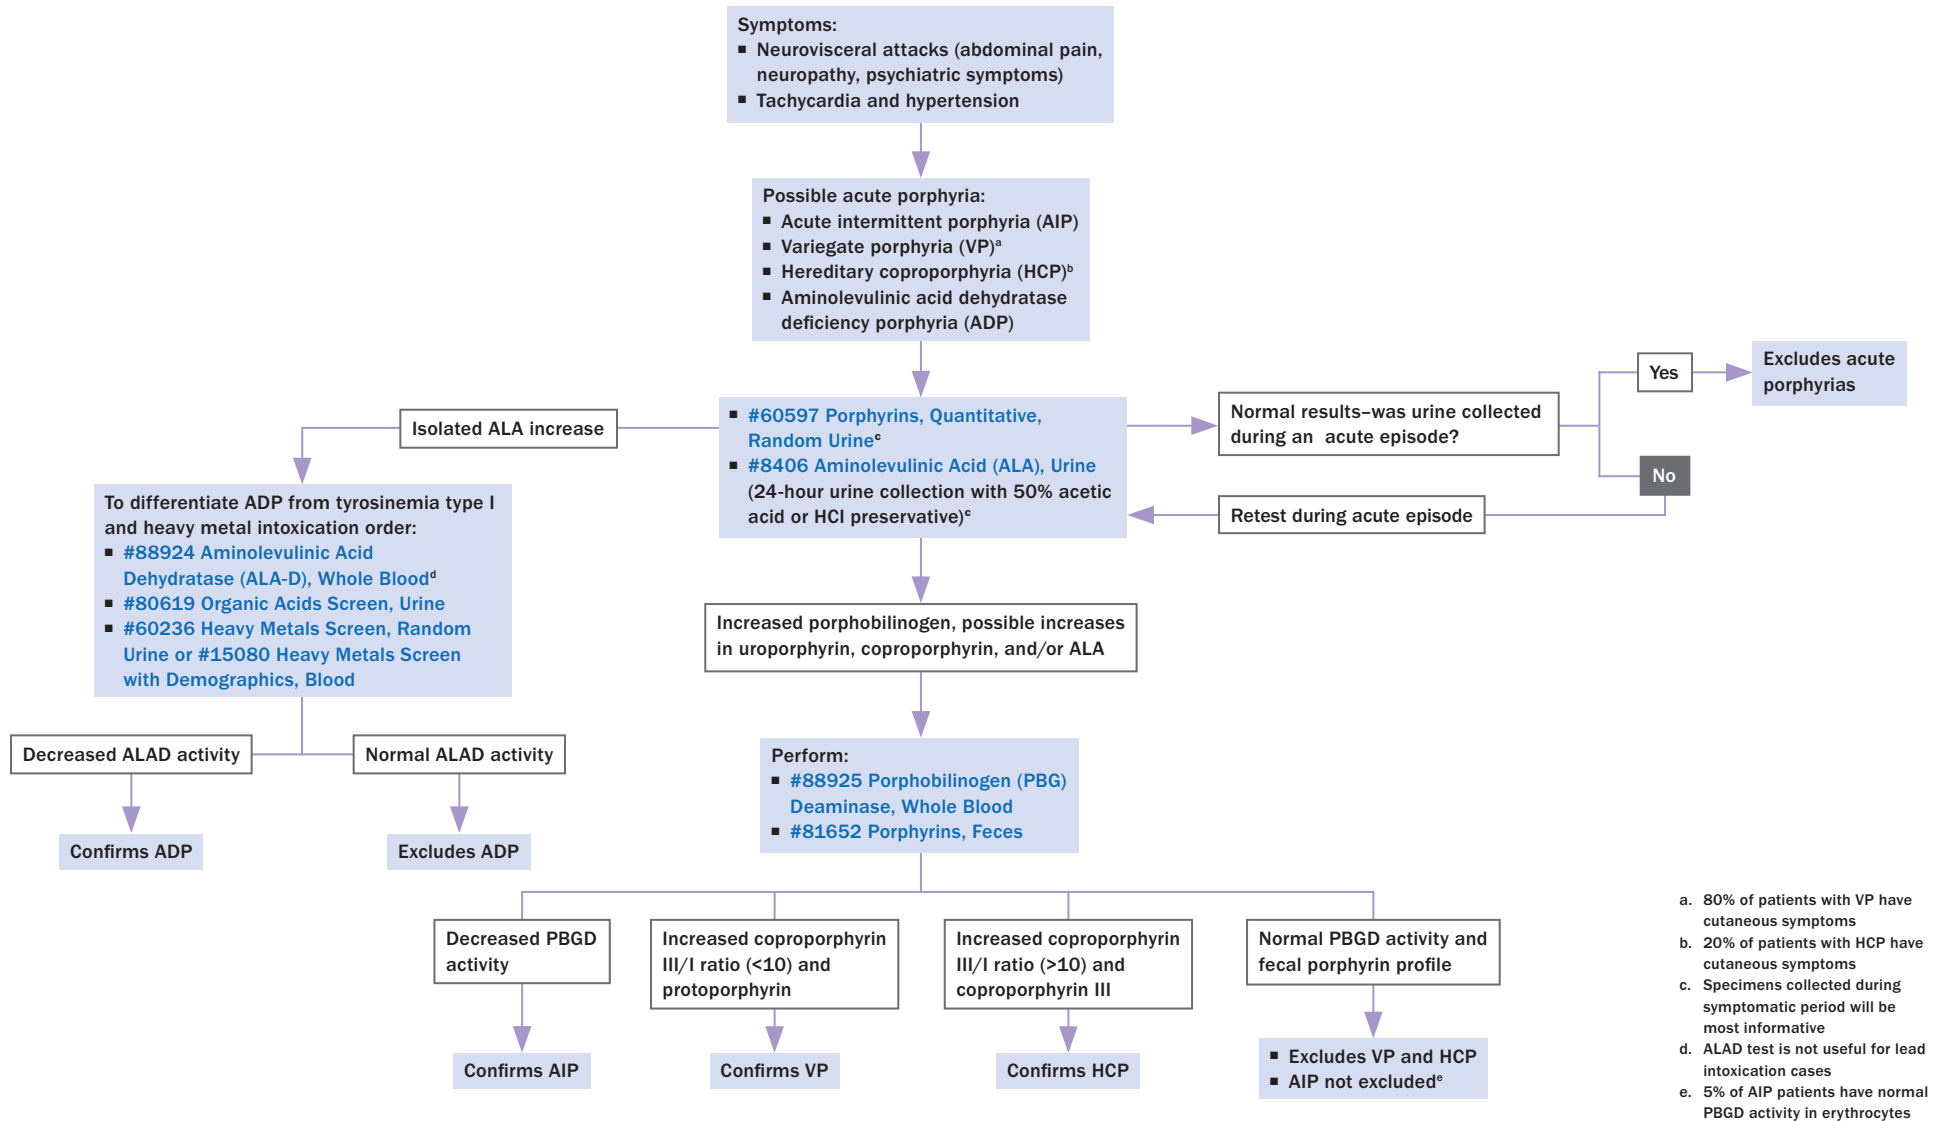 Symptoms:
▪ Neurovisceral attacks (abdominal pain,
neuropathy, psychiatric symptoms)
▪ Tachycardia and hypertension
Possible acute porphyria:
▪ Acute intermittent porphyria (AIP)
▪ Variegate porphyria (VP)ᵃ
▪ Hereditary coproporphyria (HCP)ᵇ
▪ Aminolevulinic acid dehydratase
deficiency porphyria (ADP)
Isolated ALA increase
▪ #60597 Porphyrins, Quantitative,
Random Urineᶜ
▪ #8406 Aminolevulinic Acid (ALA), Urine
(24-hour urine collection with 50% acetic
acid or HCl preservative)ᶜ
Normal results–was urine collected
during an acute episode?
Yes
Excludes acute
porphyrias
No
Retest during acute episode
To differentiate ADP from tyrosinemia type I
and heavy metal intoxication order:
▪ #88924 Aminolevulinic Acid
Dehydratase (ALA-D), Whole Bloodᵈ
▪ #80619 Organic Acids Screen, Urine
▪ #60236 Heavy Metals Screen, Random
Urine or #15080 Heavy Metals Screen
with Demographics, Blood
Decreased ALAD activity
Normal ALAD activity
Confirms ADP
Excludes ADP
Increased porphobilinogen, possible increases
in uroporphyrin, coproporphyrin, and/or ALA
Perform:
▪ #88925 Porphobilinogen (PBG)
Deaminase, Whole Blood
▪ #81652 Porphyrins, Feces
Decreased PBGD
activity
Increased coproporphyrin
III/I ratio (<10) and
protoporphyrin
Increased coproporphyrin
III/I ratio (>10) and
coproporphyrin III
Normal PBGD activity and
fecal porphyrin profile
Confirms AIP
Confirms VP
Confirms HCP
▪ Excludes VP and HCP
▪ AIP not excludedᵉ
a. 80% of patients with VP have
cutaneous symptoms
b. 20% of patients with HCP have
cutaneous symptoms
c. Specimens collected during
symptomatic period will be
most informative
d. ALAD test is not useful for lead
intoxication cases
e. 5% of AIP patients have normal
PBGD activity in erythrocytes